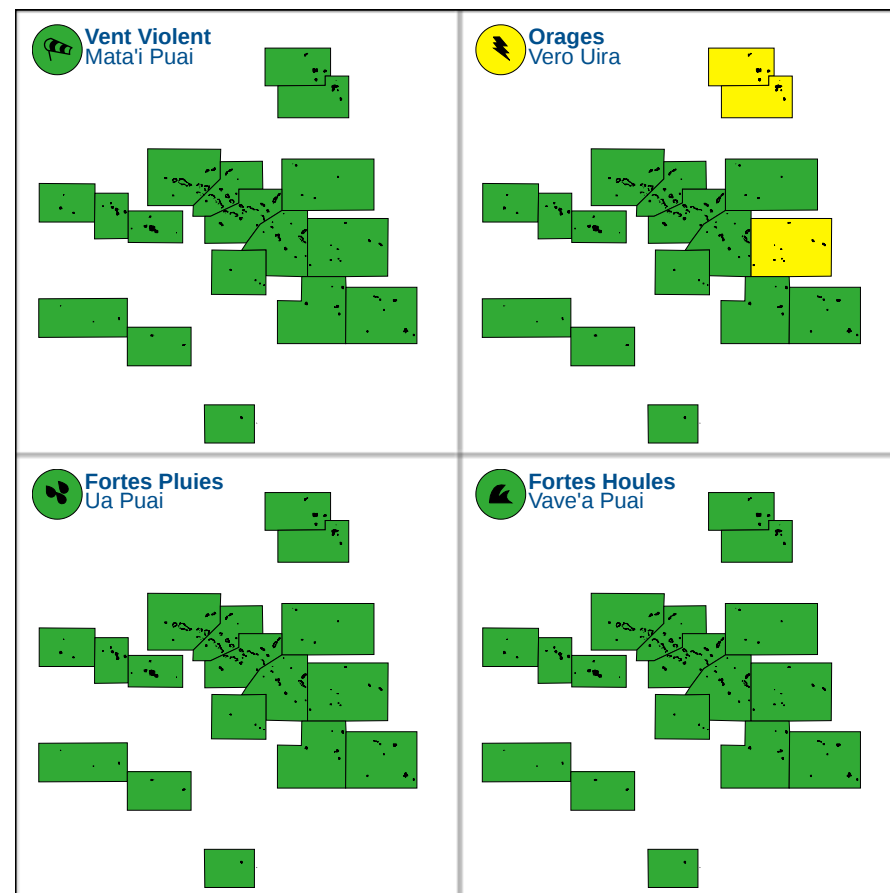 Vent Violent
Mata'i Puai
Orages
Vero Uira
Fortes Pluies
Ua Puai
Fortes Houles
Vave'a Puai